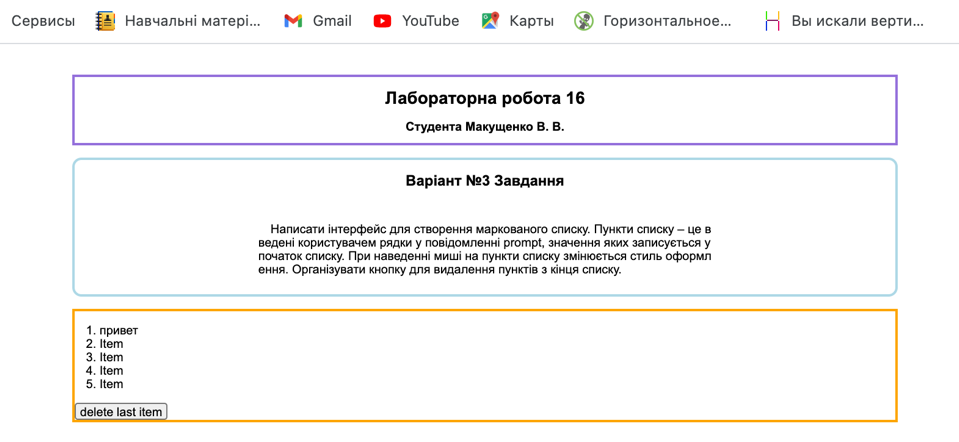 Сервисы Навчальні матері... Gmail YouTube Карты Горизонтальное... Вы искали верти...
Лабораторна робота 16
Студента Макущенко В. В.
Варіант №3 Завдання
Написати інтерфейс для створення маркованого списку. Пункти списку – це в
ведені користувачем рядки у повідомленні prompt, значення яких записується у
початок списку. При наведенні миші на пункти списку змінюється стиль оформл
ення. Організувати кнопку для видалення пунктів з кінця списку.
1. привет
2. Item
3. Item
4. Item
5. Item
delete last item